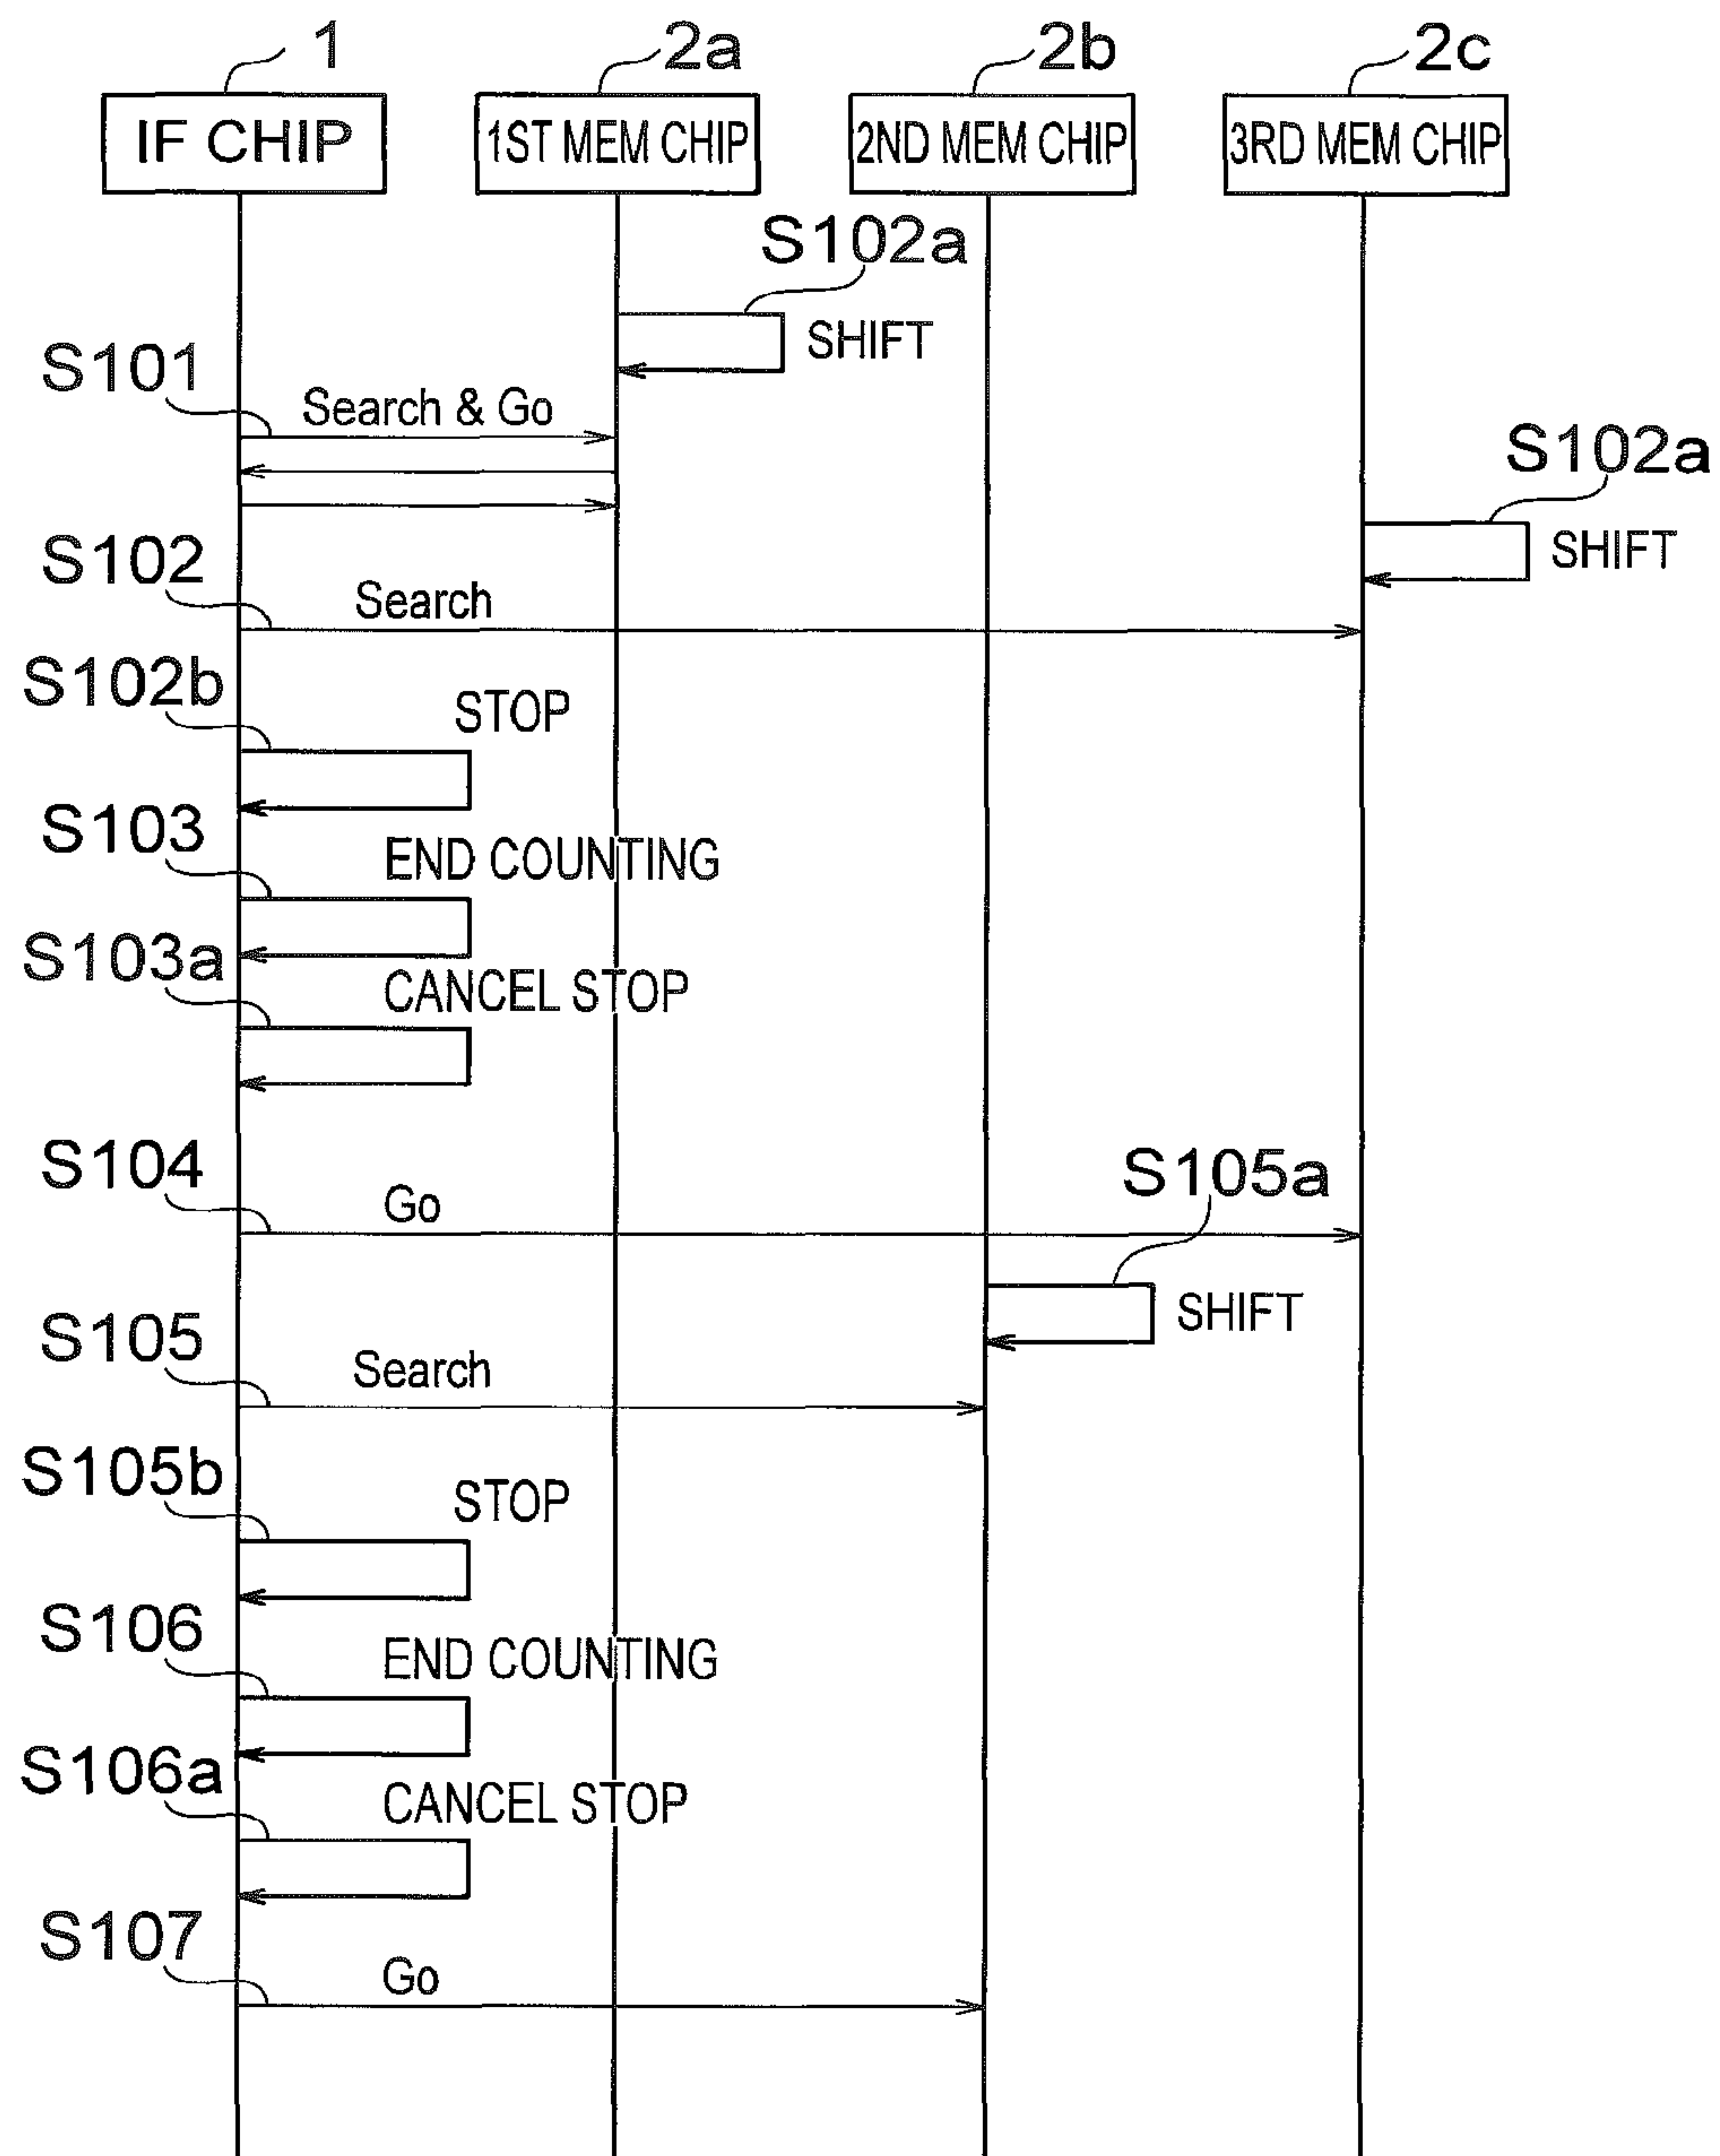 1
2a
2b
2c
IF CHIP
1ST MEM CHIP
2ND MEM CHIP
3RD MEM CHIP
S102a
SHIFT
S101
Search & Go
S102a
SHIFT
S102
Search
S102b
STOP
S103
END COUNTING
S103a
CANCEL STOP
S104
Go
S105a
SHIFT
S105
Search
S105b
STOP
S106
END COUNTING
S106a
CANCEL STOP
S107
Go